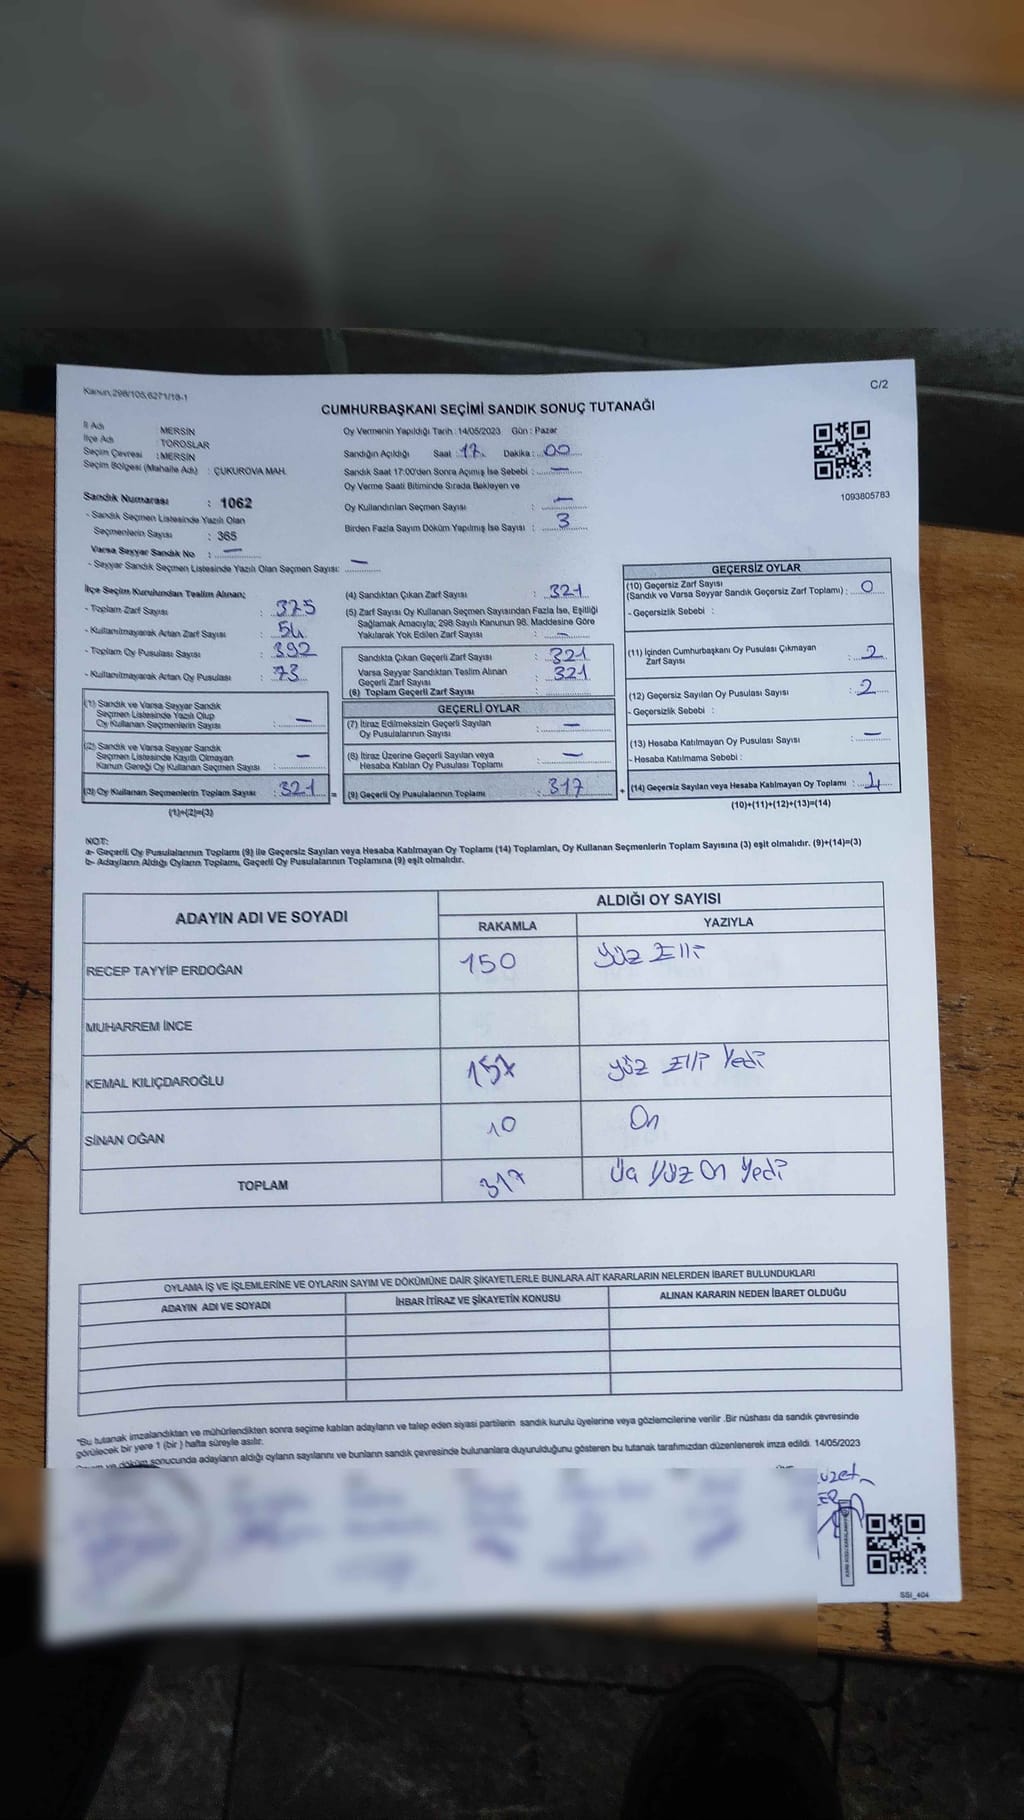 Kanun,298/105,6271/18-1
C/2
CUMHURBAŞKANI SEÇİMİ SANDIK SONUÇ TUTANAĞI
İl Adı : MERSİN
İlçe Adı : TOROSLAR
Seçim Çevresi : MERSİN
Seçim Bölgesi (Mahalle Adı) : ÇUKUROVA MAH.
Oy Vermenin Yapıldığı Tarih :14/05/2023 Gün : Pazar
Sandığın Açıldığı Saat : 17. Dakika : 00
Sandık Saat 17:00'den Sonra Açılmış İse Sebebi : —
Oy Verme Saati Bitiminde Sırada Bekleyen ve
Oy Kullandırılan Seçmen Sayısı : —
Birden Fazla Sayım Döküm Yapılmış İse Sayısı : 3
1093805783
Sandık Numarası : 1062
- Sandık Seçmen Listesinde Yazılı Olan
Seçmenlerin Sayısı : 365
Varsa Seyyar Sandık No : —
- Seyyar Sandık Seçmen Listesinde Yazılı Olan Seçmen Sayısı: —
İlçe Seçim Kurulundan Teslim Alınan;
- Toplam Zarf Sayısı : 375
- Kullanılmayarak Artan Zarf Sayısı : 54
- Toplam Oy Pusulası Sayısı : 392
- Kullanılmayarak Artan Oy Pusulası : 73
(1) Sandık ve Varsa Seyyar Sandık
Seçmen Listesinde Yazılı Olup
Oy Kullanan Seçmenlerin Sayısı : —
(2) Sandık ve Varsa Seyyar Sandık
Seçmen Listesinde Kayıtlı Olmayan
Kanun Gereği Oy Kullanan Seçmen Sayısı : —
(3) Oy Kullanan Seçmenlerin Toplam Sayısı : 321 =
(1)+(2)=(3)
(4) Sandıktan Çıkan Zarf Sayısı : 321
(5) Zarf Sayısı Oy Kullanan Seçmen Sayısından Fazla İse, Eşitliği
Sağlamak Amacıyla; 298 Sayılı Kanunun 98. Maddesine Göre
Yakılarak Yok Edilen Zarf Sayısı : —
Sandıkta Çıkan Geçerli Zarf Sayısı : 321
Varsa Seyyar Sandıktan Teslim Alınan
Geçerli Zarf Sayısı : 321
(6) Toplam Geçerli Zarf Sayısı :
GEÇERLİ OYLAR
(7) İtiraz Edilmeksizin Geçerli Sayılan
Oy Pusulalarının Sayısı : —
(8) İtiraz Üzerine Geçerli Sayılan veya
Hesaba Katılan Oy Pusulası Toplamı : —
(9) Geçerli Oy Pusulalarının Toplamı : 317 +
GEÇERSİZ OYLAR
(10) Geçersiz Zarf Sayısı
(Sandık ve Varsa Seyyar Sandık Geçersiz Zarf Toplamı) : 0
- Geçersizlik Sebebi :
(11) İçinden Cumhurbaşkanı Oy Pusulası Çıkmayan
Zarf Sayısı : 2
(12) Geçersiz Sayılan Oy Pusulası Sayısı : 2
- Geçersizlik Sebebi :
(13) Hesaba Katılmayan Oy Pusulası Sayısı : —
- Hesaba Katılmama Sebebi :
(14) Geçersiz Sayılan veya Hesaba Katılmayan Oy Toplamı : 4
(10)+(11)+(12)+(13)=(14)
NOT:
a- Geçerli Oy Pusulalarının Toplamı (9) ile Geçersiz Sayılan veya Hesaba Katılmayan Oy Toplamı (14) Toplamları, Oy Kullanan Seçmenlerin Toplam Sayısına (3) eşit olmalıdır. (9)+(14)=(3)
b- Adayların Aldığı Oyların Toplamı, Geçerli Oy Pusulalarının Toplamına (9) eşit olmalıdır.
ADAYIN ADI VE SOYADI
ALDIĞI OY SAYISI
RAKAMLA YAZIYLA
RECEP TAYYİP ERDOĞAN 150 Yüz Elli
MUHARREM İNCE
KEMAL KILIÇDAROĞLU 157 Yüz Elli Yedi
SİNAN OĞAN 10 On
TOPLAM 317 Üç Yüz On Yedi
OYLAMA İŞ VE İŞLEMLERİNE VE OYLARIN SAYIM VE DÖKÜMÜNE DAİR ŞİKAYETLERLE BUNLARA AİT KARARLARIN NELERDEN İBARET BULUNDUKLARI
ADAYIN ADI VE SOYADI İHBAR İTİRAZ VE ŞİKAYETİN KONUSU ALINAN KARARIN NEDEN İBARET OLDUĞU
"Bu tutanak imzalandıktan ve mühürlendikten sonra seçime katılan adayların ve talep eden siyasi partilerin sandık kurulu üyelerine veya gözlemcilerine verilir .Bir nüshası da sandık çevresinde
görülecek bir yere 1 (bir ) hafta süreyle asılır.
ve döküm sonucunda adayların aldığı oyların sayılarını ve bunların sandık çevresinde bulunanlara duyurulduğunu gösteren bu tutanak tarafımızdan düzenlenerek imza edildi. 14/05/2023
SSI_404